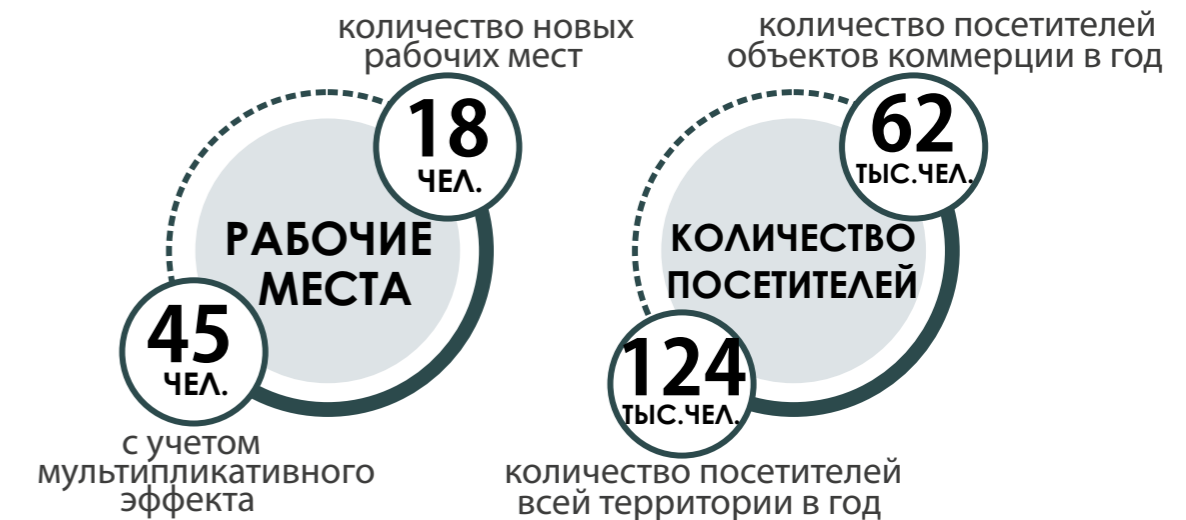 количество новых
рабочих мест
18
ЧЕЛ.
РАБОЧИЕ
МЕСТА
45
ЧЕЛ.
с учетом
мультипликативного
эффекта
количество посетителей
объектов коммерции в год
62
ТЫС.ЧЕЛ.
КОЛИЧЕСТВО
ПОСЕТИТЕЛЕЙ
124
ТЫС.ЧЕЛ.
количество посетителей
всей территории в год